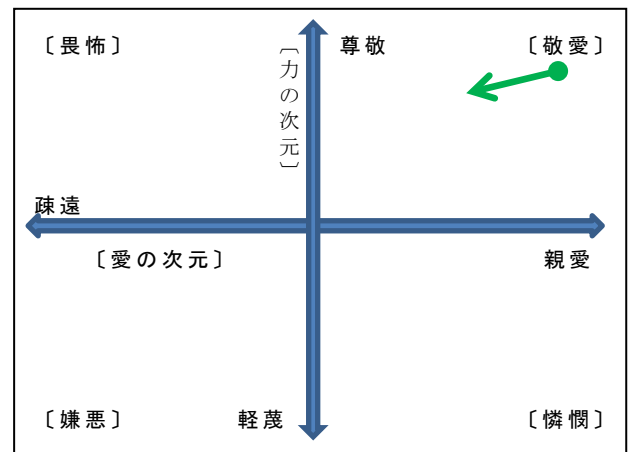 〔畏怖〕
尊敬
〔敬愛〕
〔力の次元〕
疎遠
〔愛の次元〕
親愛
〔嫌悪〕
軽蔑
〔憐憫〕